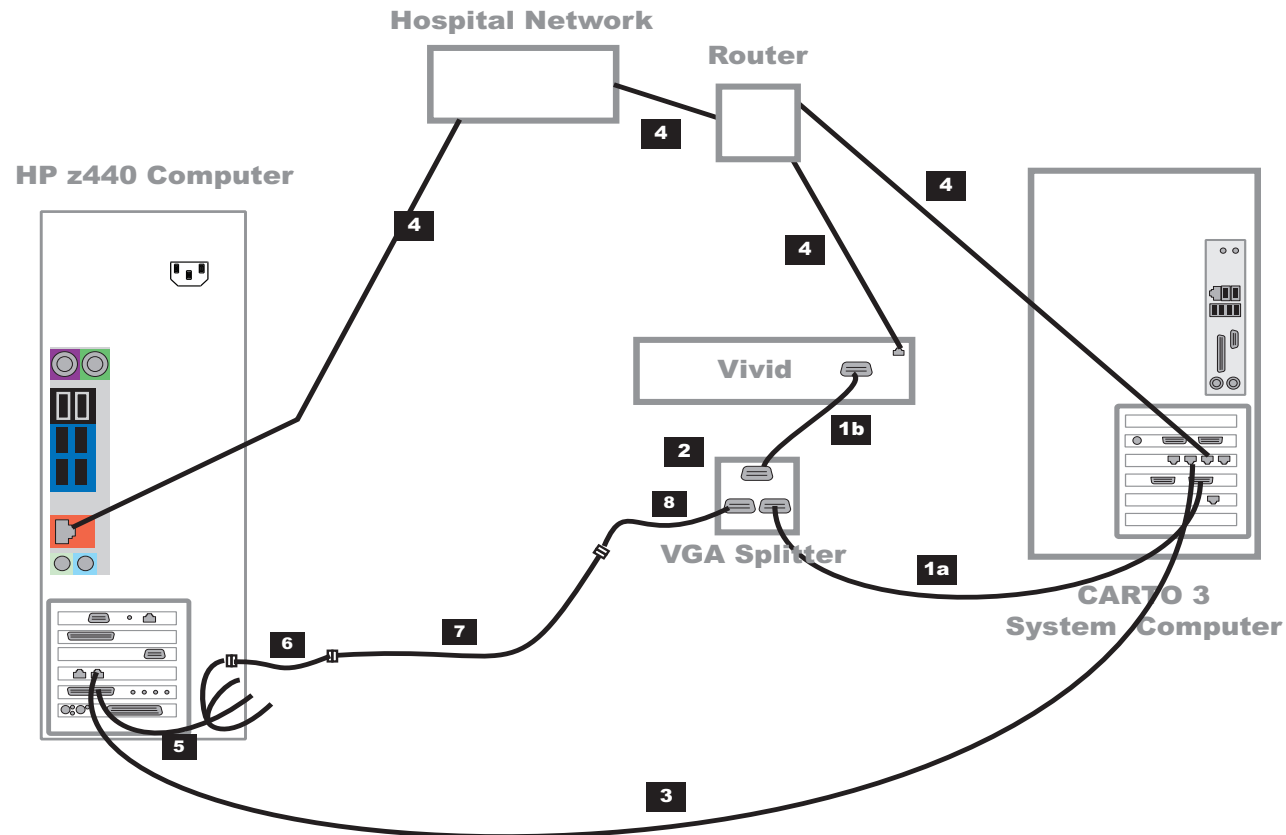 Hospital Network
Router
4
HP z440 Computer
4
4
4
Vivid
1b
2
8
VGA Splitter
1a
CARTO 3
System Computer
6
7
5
3